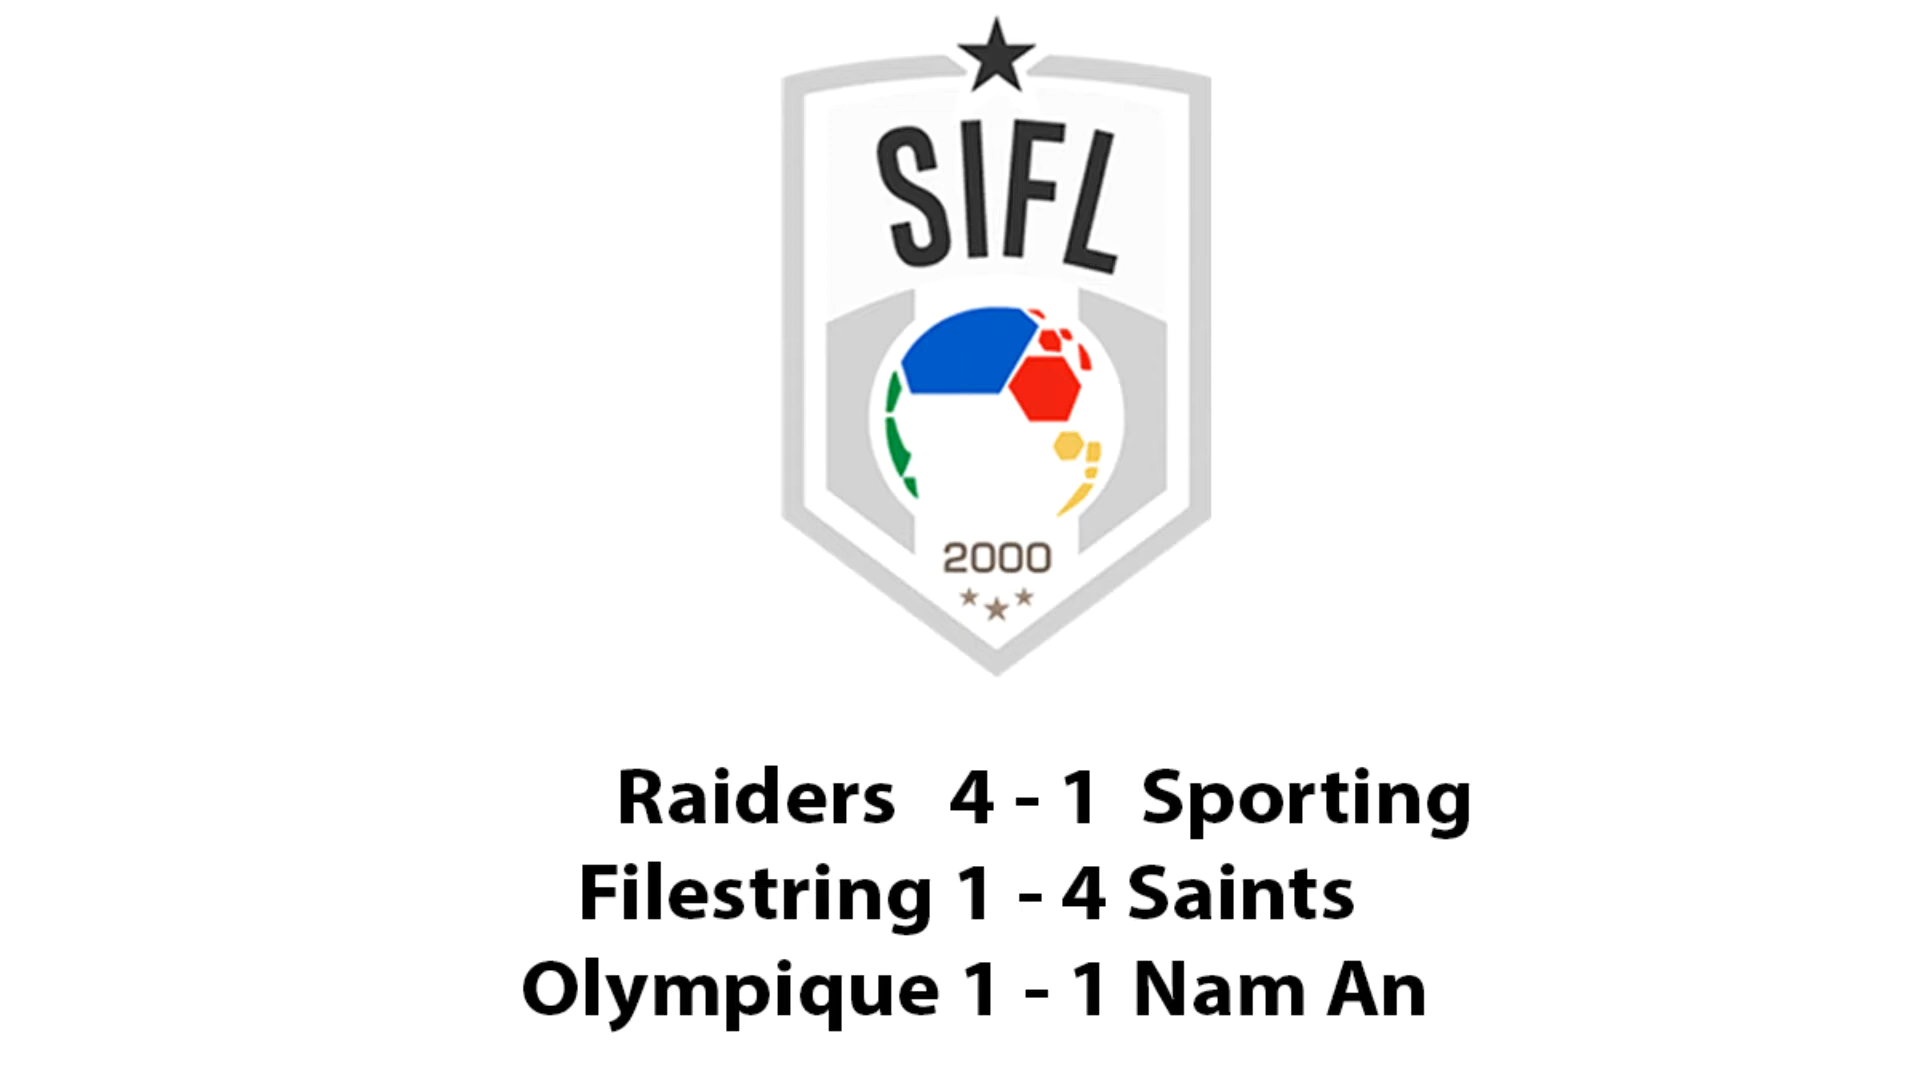 SIFL
2000
Raiders 4 - 1 Sporting
Filestring 1 - 4 Saints
Olympique 1 - 1 Nam An